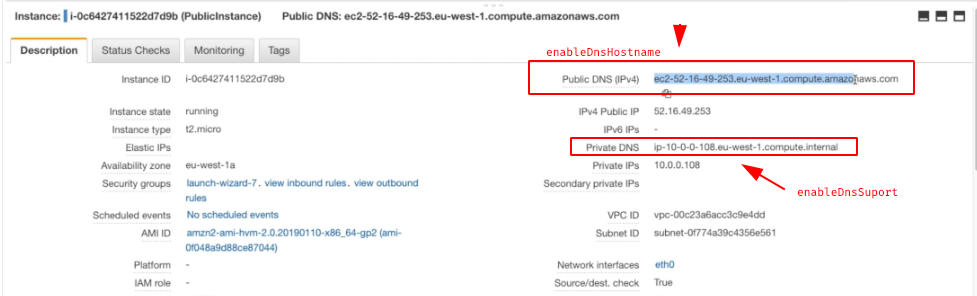 Instance: i-0c6427411522d7d9b (PublicInstance) Public DNS: ec2-52-16-49-253.eu-west-1.compute.amazonaws.com
Description Status Checks Monitoring Tags
enableDnsHostname
Instance ID i-0c6427411522d7d9b
Public DNS (IPv4) ec2-52-16-49-253.eu-west-1.compute.amazonaws.com
Instance state running
IPv4 Public IP 52.16.49.253
Instance type t2.micro
IPv6 IPs -
Elastic IPs
Private DNS ip-10-0-0-108.eu-west-1.compute.internal
Availability zone eu-west-1a
Private IPs 10.0.0.108
Security groups launch-wizard-7. view inbound rules. view outbound
rules
Secondary private IPs
enableDnsSuport
Scheduled events No scheduled events
VPC ID vpc-00c23a6acc3c9e4dd
AMI ID amzn2-ami-hvm-2.0.20190110-x86_64-gp2 (ami-
0f048a9d88ce87044)
Subnet ID subnet-0f774a39c4356e561
Platform -
Network interfaces eth0
IAM role -
Source/dest. check True